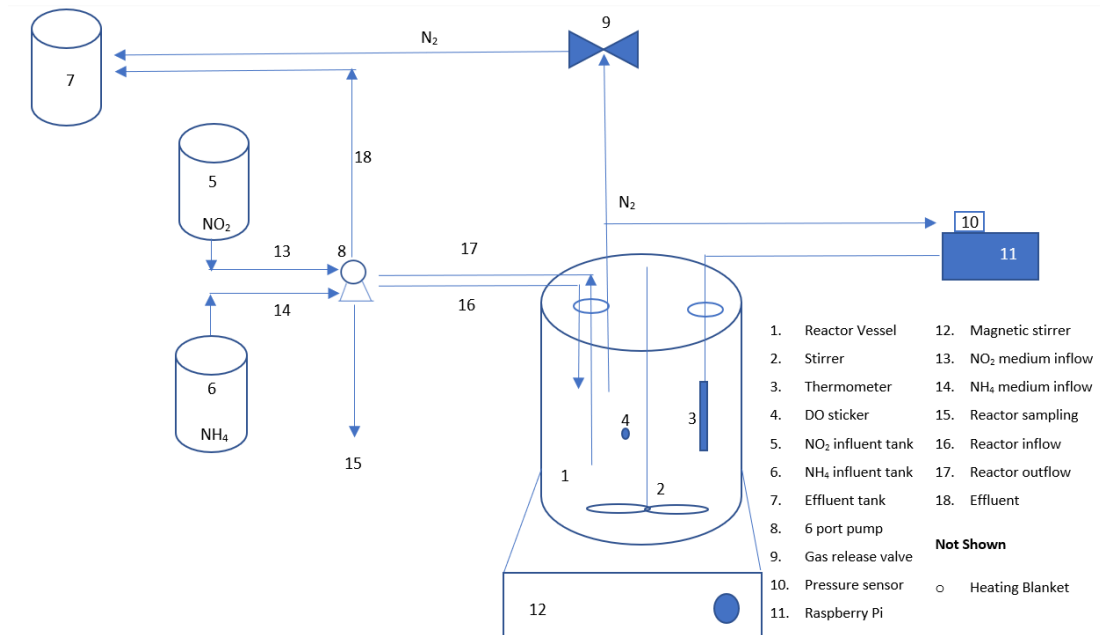 9
N₂
7
18
5
NO₂
N₂
10
11
13
8
17
14
16
6
NH₄
15
4
3
1
2
12
1. Reactor Vessel
2. Stirrer
3. Thermometer
4. DO sticker
5. NO₂ influent tank
6. NH₄ influent tank
7. Effluent tank
8. 6 port pump
9. Gas release valve
10. Pressure sensor
11. Raspberry Pi
12. Magnetic stirrer
13. NO₂ medium inflow
14. NH₄ medium inflow
15. Reactor sampling
16. Reactor inflow
17. Reactor outflow
18. Effluent
Not Shown
○ Heating Blanket